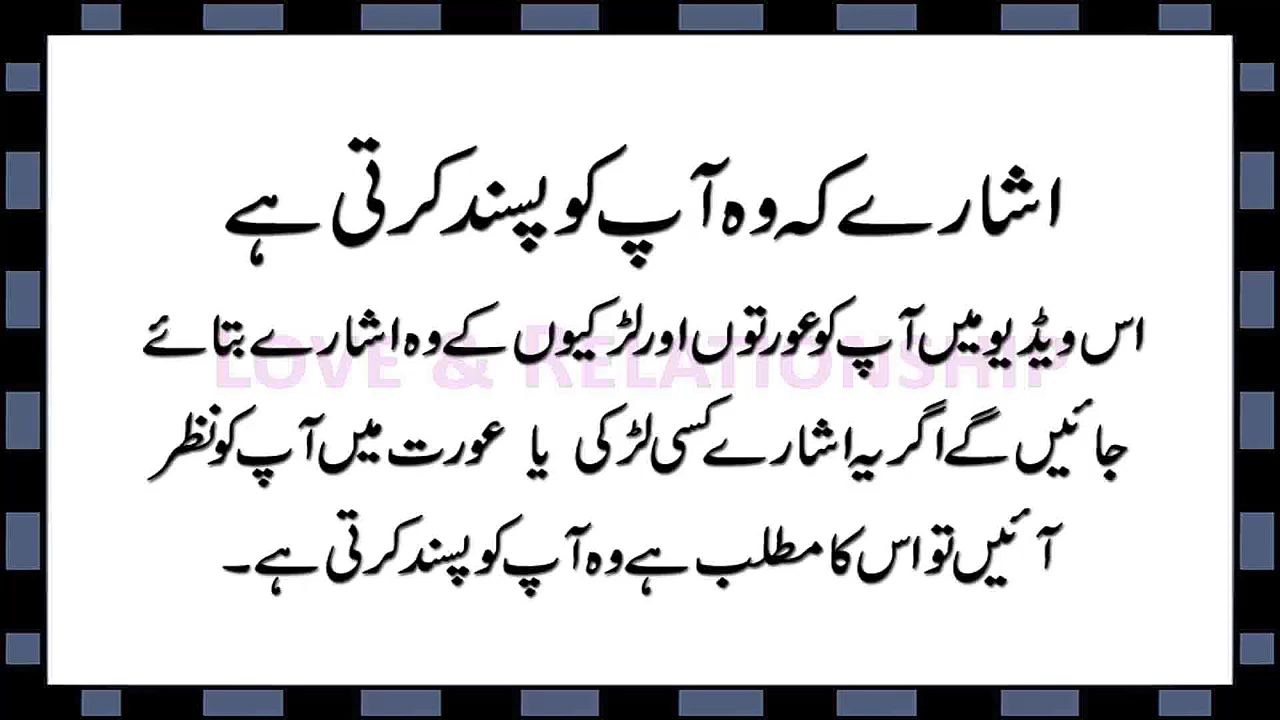 اشارے کہ وہ آپ کو پسند کرتی ہے
اس ویڈیو میں آپ کو عورتوں اور لڑکیوں کے وہ اشارے بتائے
LOVE & RELATIONSHIP
جائیں گے اگر یہ اشارے کسی لڑکی یا عورت میں آپ کو نظر
آئیں تو اس کا مطلب ہے وہ آپ کو پسند کرتی ہے۔